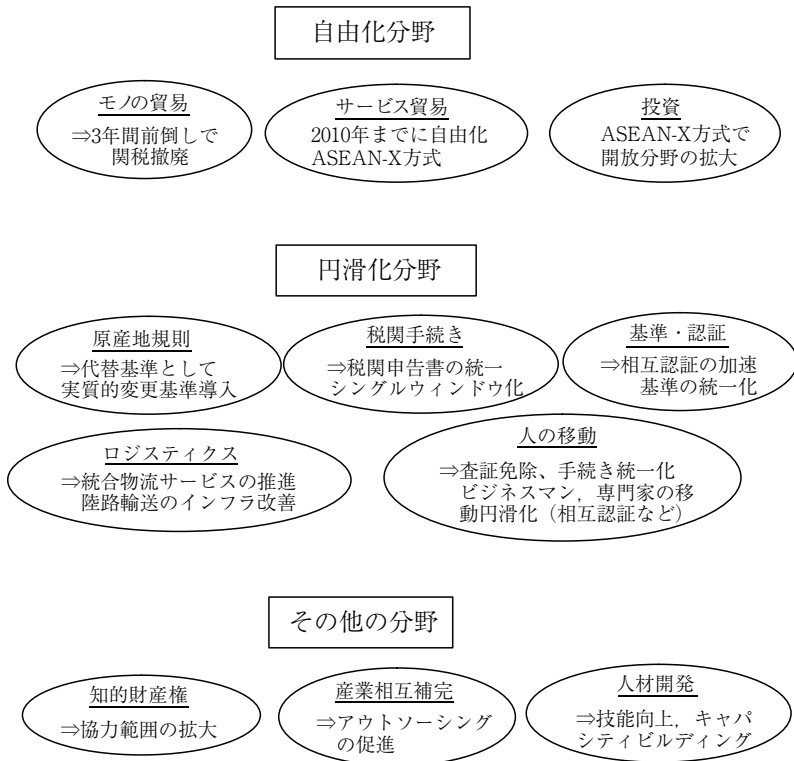 自由化分野
モノの貿易
⇒3年間前倒しで
関税撤廃
サービス貿易
2010年までに自由化
ASEAN-X方式
投資
ASEAN-X方式で
開放分野の拡大
円滑化分野
原産地規則
⇒代替基準として
実質的変更基準導入
税関手続き
⇒税関申告書の統一
シングルウィンドウ化
基準・認証
⇒相互認証の加速
基準の統一化
ロジスティクス
⇒統合物流サービスの推進
陸路輸送のインフラ改善
人の移動
⇒査証免除、手続き統一化
ビジネスマン，専門家の移
動円滑化（相互認証など）
その他の分野
知的財産権
⇒協力範囲の拡大
産業相互補完
⇒アウトソーシング
の促進
人材開発
⇒技能向上，キャパ
シティビルディング